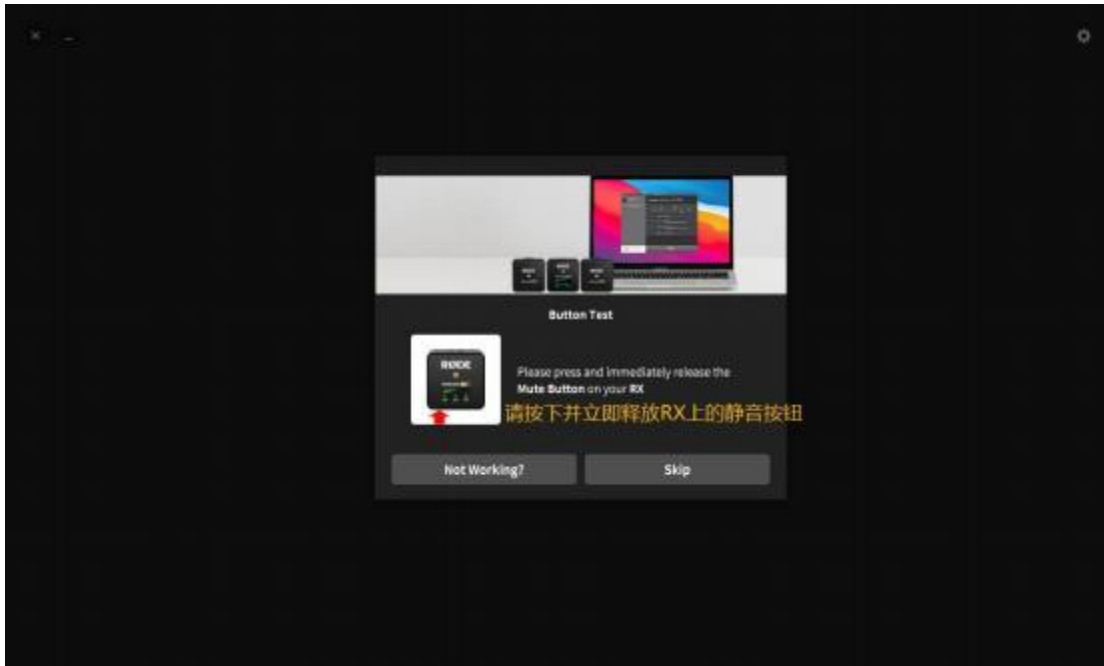 Button Test
RØDE
Please press and immediately release the
Mute Button on your RX
请按下并立即释放RX上的静音按钮
Not Working?
Skip